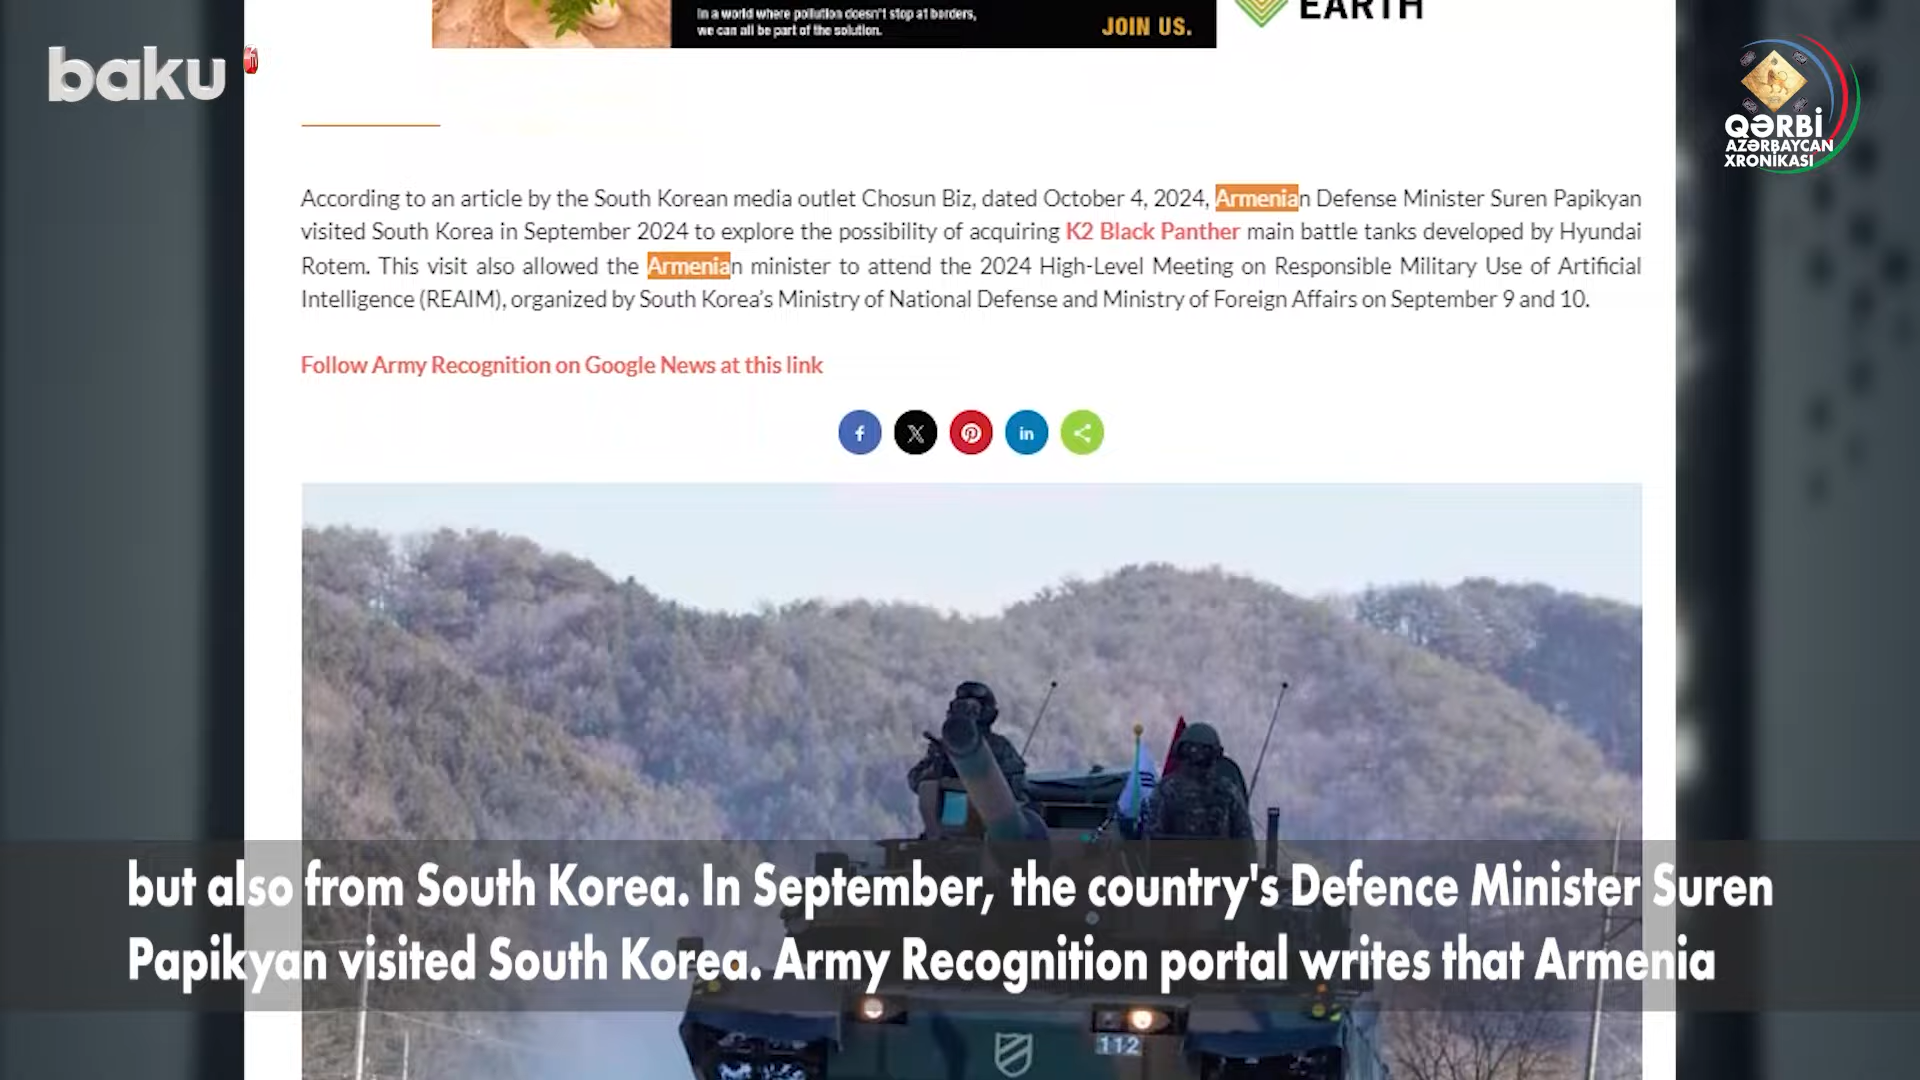 In a world where pollution doesn't stop at borders,
we can all be part of the solution.
JOIN US.
EARTH
baku
QƏRBİ
AZƏRBAYCAN
XRONİKASI
According to an article by the South Korean media outlet Chosun Biz, dated October 4, 2024, Armenian Defense Minister Suren Papikyan
visited South Korea in September 2024 to explore the possibility of acquiring K2 Black Panther main battle tanks developed by Hyundai
Rotem. This visit also allowed the Armenian minister to attend the 2024 High-Level Meeting on Responsible Military Use of Artificial
Intelligence (REAIM), organized by South Korea's Ministry of National Defense and Ministry of Foreign Affairs on September 9 and 10.
Follow Army Recognition on Google News at this link
but also from South Korea. In September, the country's Defence Minister Suren
Papikyan visited South Korea. Army Recognition portal writes that Armenia
112